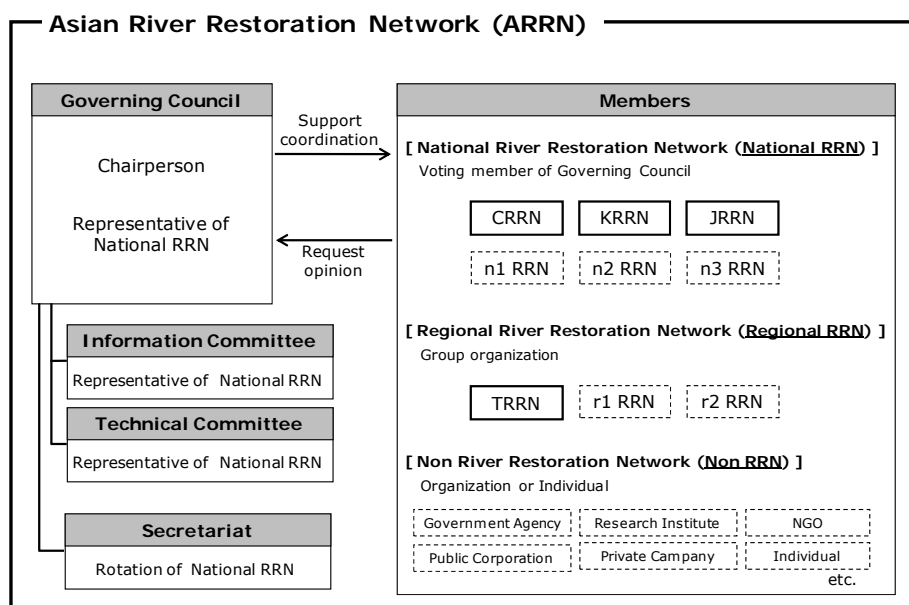 Asian River Restoration Network (ARRN)
Governing Council
Chairperson
Representative of
National RRN
Support
coordination
Request
opinion
Information Committee
Representative of National RRN
Technical Committee
Representative of National RRN
Secretariat
Rotation of National RRN
Members
[ National River Restoration Network (National RRN) ]
Voting member of Governing Council
CRRN KRRN JRRN
n1 RRN n2 RRN n3 RRN
[ Regional River Restoration Network (Regional RRN) ]
Group organization
TRRN r1 RRN r2 RRN
[ Non River Restoration Network (Non RRN) ]
Organization or Individual
Government Agency Research Institute NGO
Public Corporation Private Campany Individual
etc.